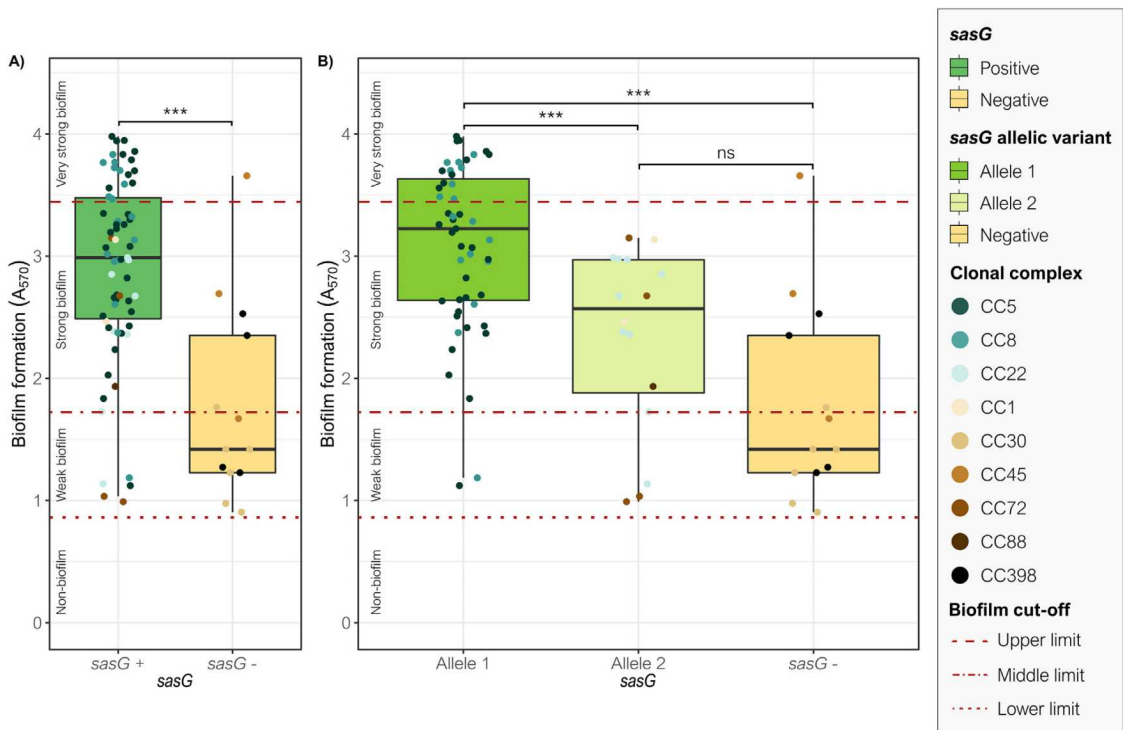 A)
Biofilm formation (A570)
4
3
2
1
0
Very strong biofilm
Strong biofilm
Weak biofilm
Non-biofilm
***
sasG +
sasG -
sasG
B)
Biofilm formation (A570)
4
3
2
1
0
Very strong biofilm
Strong biofilm
Weak biofilm
Non-biofilm
***
***
ns
Allele 1
Allele 2
sasG -
sasG
sasG
Positive
Negative
sasG allelic variant
Allele 1
Allele 2
Negative
Clonal complex
CC5
CC8
CC22
CC1
CC30
CC45
CC72
CC88
CC398
Biofilm cut-off
Upper limit
Middle limit
Lower limit